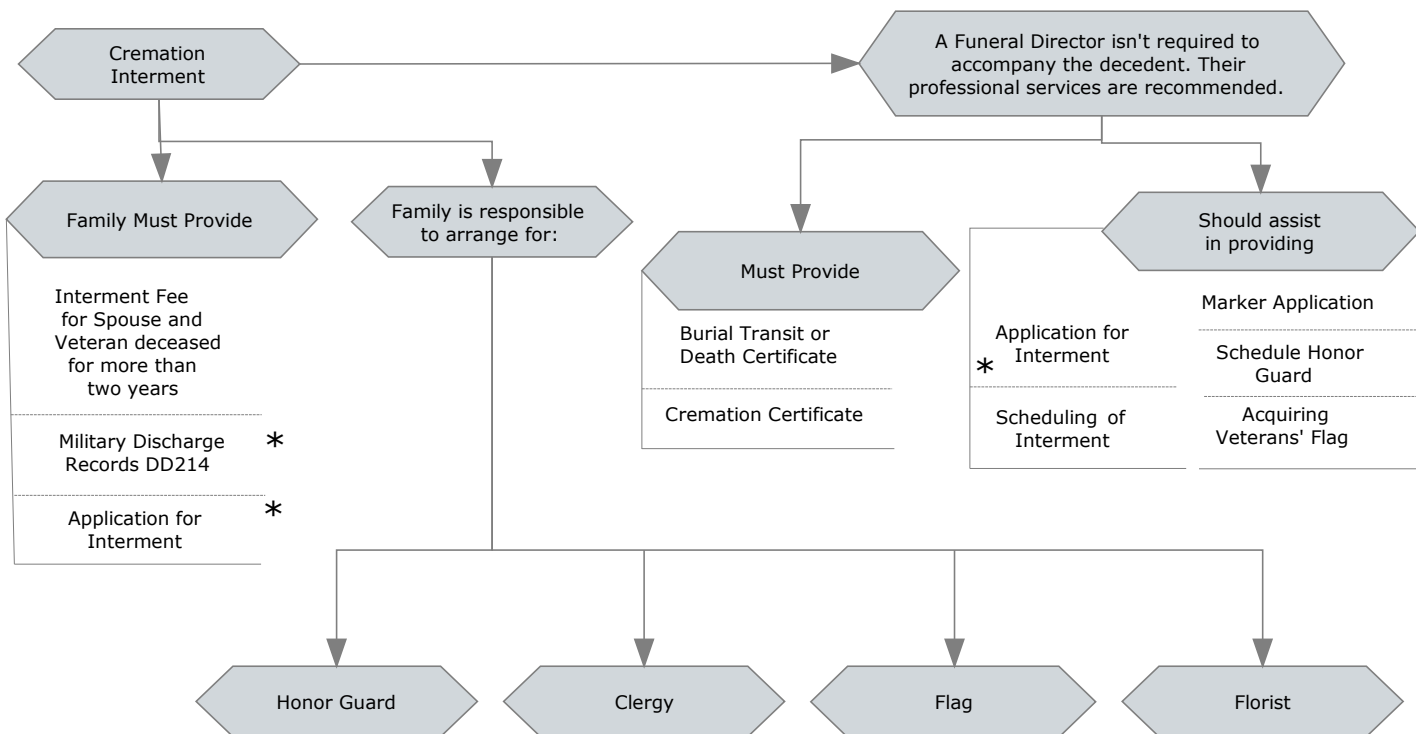 Cremation
Interment
A Funeral Director isn't required to
accompany the decedent. Their
professional services are recommended.
Family Must Provide
Interment Fee
for Spouse and
Veteran deceased
for more than
two years
Military Discharge
Records DD214
*
Application for
Interment
*
Family is responsible
to arrange for:
Must Provide
Burial Transit or
Death Certificate
Cremation Certificate
Should assist
in providing
Application for
Interment
*
Scheduling of
Interment
Marker Application
Schedule Honor
Guard
Acquiring
Veterans' Flag
Honor Guard
Clergy
Flag
Florist